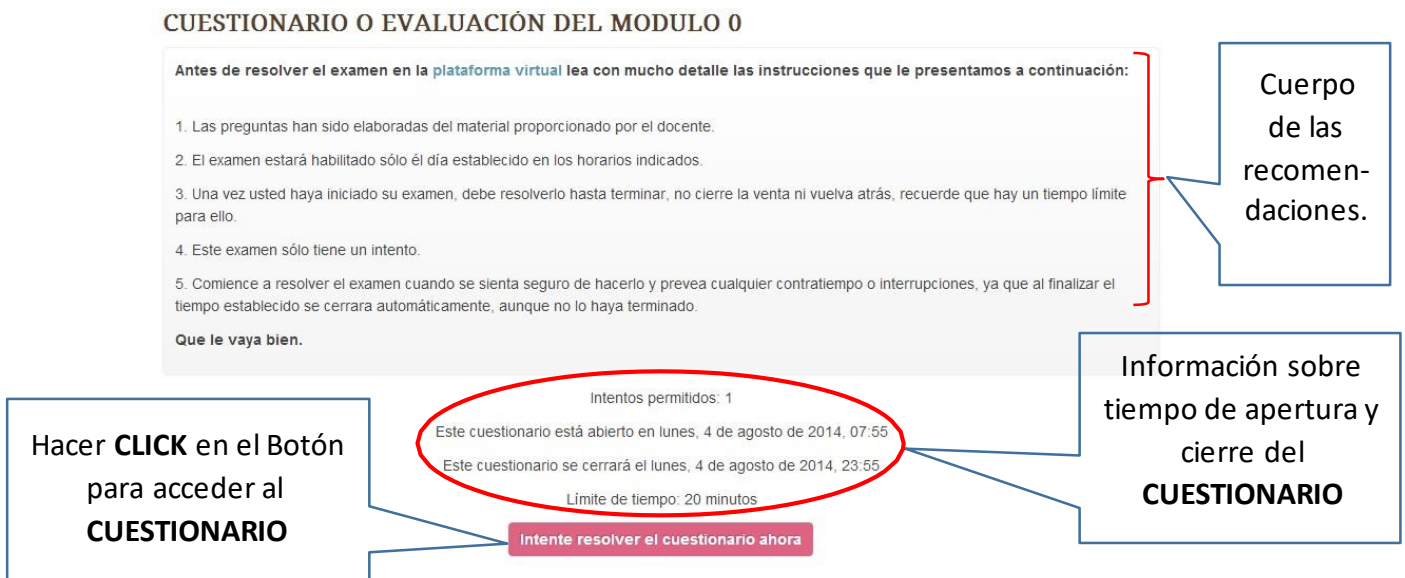 CUESTIONARIO O EVALUACIÓN DEL MODULO 0
Antes de resolver el examen en la plataforma virtual lea con mucho detalle las instrucciones que le presentamos a continuación:
1. Las preguntas han sido elaboradas del material proporcionado por el docente.
2. El examen estará habilitado sólo él día establecido en los horarios indicados.
3. Una vez usted haya iniciado su examen, debe resolverlo hasta terminar, no cierre la venta ni vuelva atrás, recuerde que hay un tiempo límite
para ello.
4. Este examen sólo tiene un intento.
5. Comience a resolver el examen cuando se sienta seguro de hacerlo y prevea cualquier contratiempo o interrupciones, ya que al finalizar el
tiempo establecido se cerrara automáticamente, aunque no lo haya terminado.
Que le vaya bien.
Cuerpo
de las
recomen-
daciones.
Intentos permitidos: 1
Este cuestionario está abierto en lunes, 4 de agosto de 2014, 07:55
Este cuestionario se cerrará el lunes, 4 de agosto de 2014, 23:55
Límite de tiempo: 20 minutos
Intente resolver el cuestionario ahora
Información sobre
tiempo de apertura y
cierre del
CUESTIONARIO
Hacer CLICK en el Botón
para acceder al
CUESTIONARIO